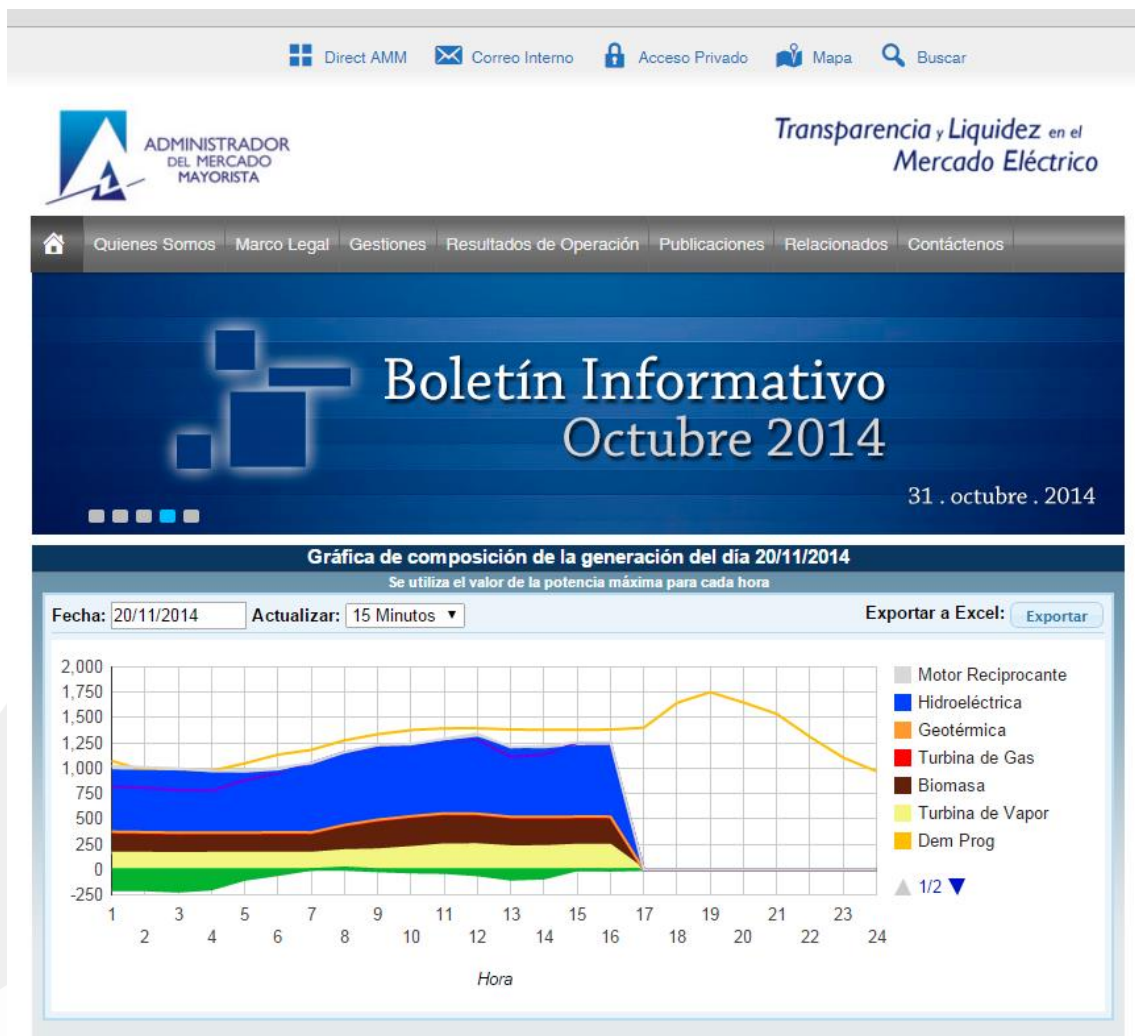 Direct AMM Correo Interno Acceso Privado Mapa Buscar
ADMINISTRADOR
DEL MERCADO
MAYORISTA
Transparencia y Liquidez en el
Mercado Eléctrico
Quienes Somos Marco Legal Gestiones Resultados de Operación Publicaciones Relacionados Contáctenos
Boletín Informativo
Octubre 2014
31 . octubre . 2014
Gráfica de composición de la generación del día 20/11/2014
Se utiliza el valor de la potencia máxima para cada hora
Fecha: 20/11/2014 Actualizar: 15 Minutos ▼ Exportar a Excel: Exportar
2,000
1,750
1,500
1,250
1,000
750
500
250
0
-250
1 3 5 7 9 11 13 15 17 19 21 23
2 4 6 8 10 12 14 16 18 20 22 24
Hora
Motor Reciprocante
Hidroeléctrica
Geotérmica
Turbina de Gas
Biomasa
Turbina de Vapor
Dem Prog
▲ 1/2 ▼